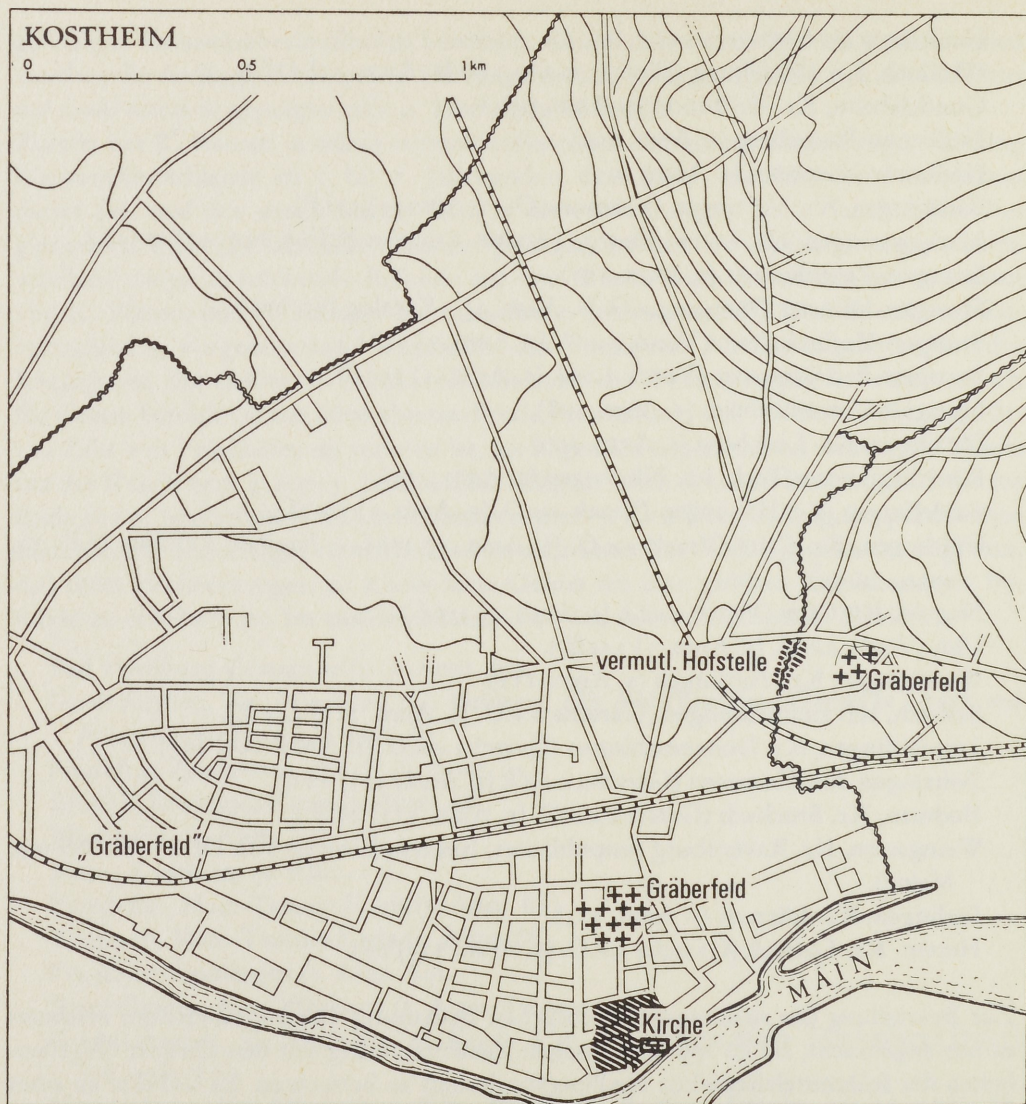 KOSTHEIM
0 0.5 1 km
vermutl. Hofstelle
Gräberfeld
„Gräberfeld”
Gräberfeld
MAIN
Kirche